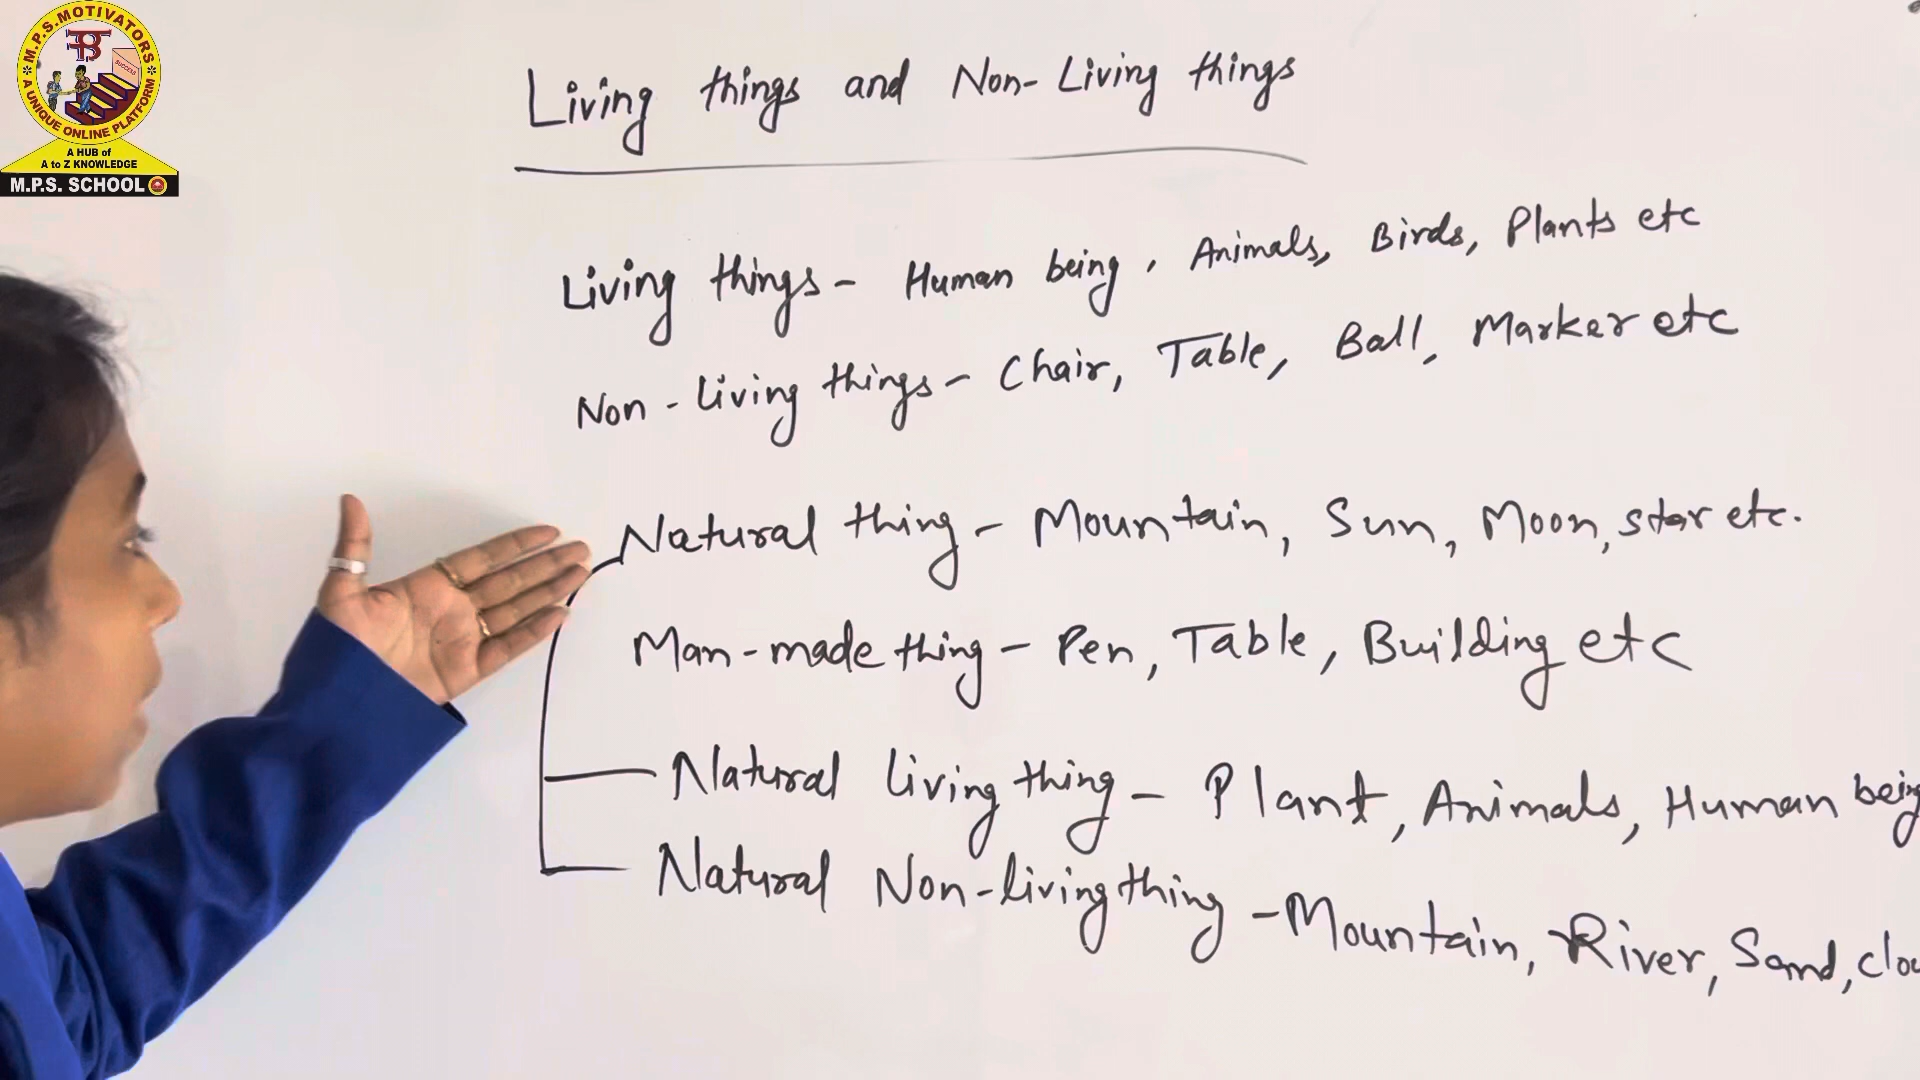 M.P.S. MOTIVATORS
A UNIQUE ONLINE PLATFORM
SUCCESS
A HUB of
A to Z KNOWLEDGE
M.P.S. SCHOOL
Living things and Non-Living things
Living things - Human being, Animals, Birds, Plants etc
Non-living things - Chair, Table, Ball, Marker etc
Natural thing - Mountain, Sun, Moon, star etc.
Man-made thing - Pen, Table, Building etc
Natural living thing - Plant, Animals, Human being
Natural Non-living thing - Mountain, River, Sand,